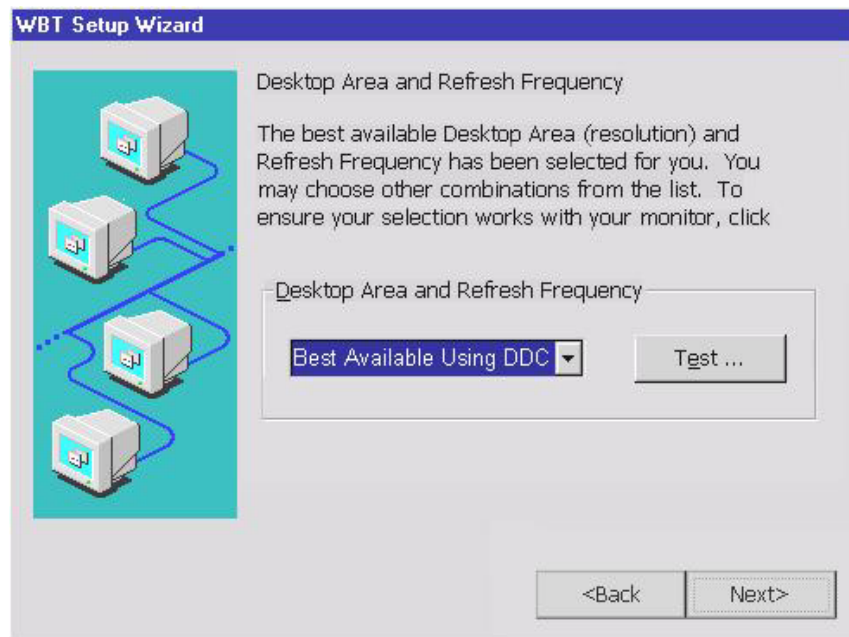 WBT Setup Wizard
Desktop Area and Refresh Frequency
The best available Desktop Area (resolution) and
Refresh Frequency has been selected for you.  You
may choose other combinations from the list.  To
ensure your selection works with your monitor, click
Desktop Area and Refresh Frequency
Best Available Using DDC
Test ...
<Back
Next>